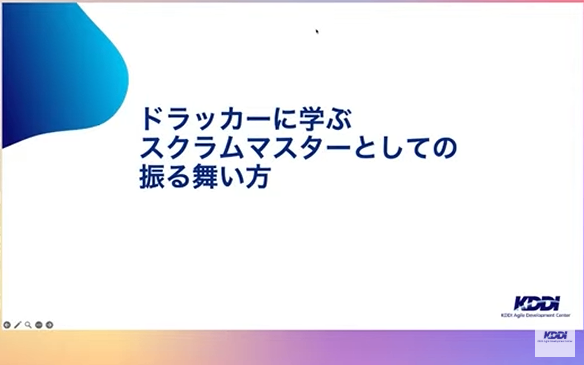 ドラッカーに学ぶ
スクラムマスターとしての
振る舞い方
KDDI
KDDI Agile Development Center
KDDI